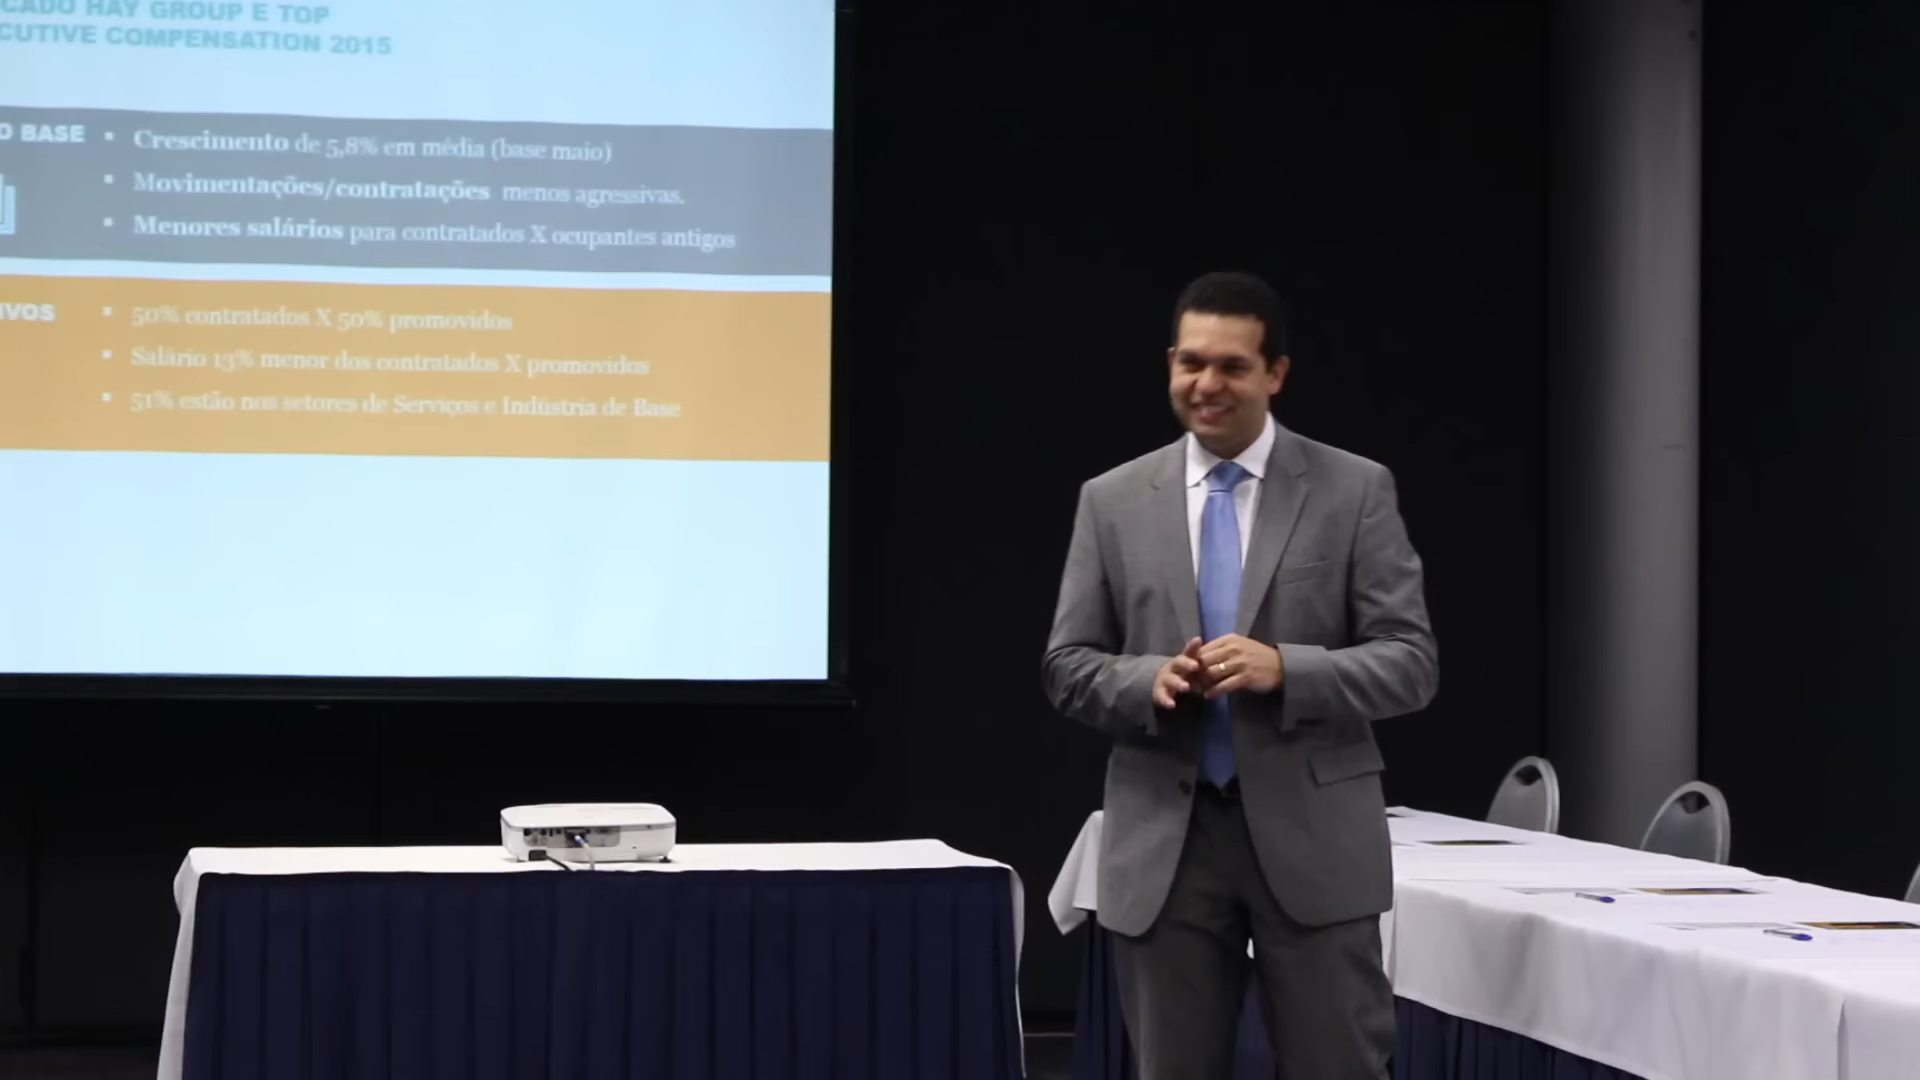 CADO HAY GROUP E TOP
CUTIVE COMPENSATION 2015
O BASE
▪ Crescimento de 5,8% em média (base maio)
▪ Movimentações/contratações menos agressivas.
▪ Menores salários para contratados X ocupantes antigos
IVOS
▪ 50% contratados X 50% promovidos
▪ Salário 13% menor dos contratados X promovidos
▪ 51% estão nos setores de Serviços e Indústria de Base